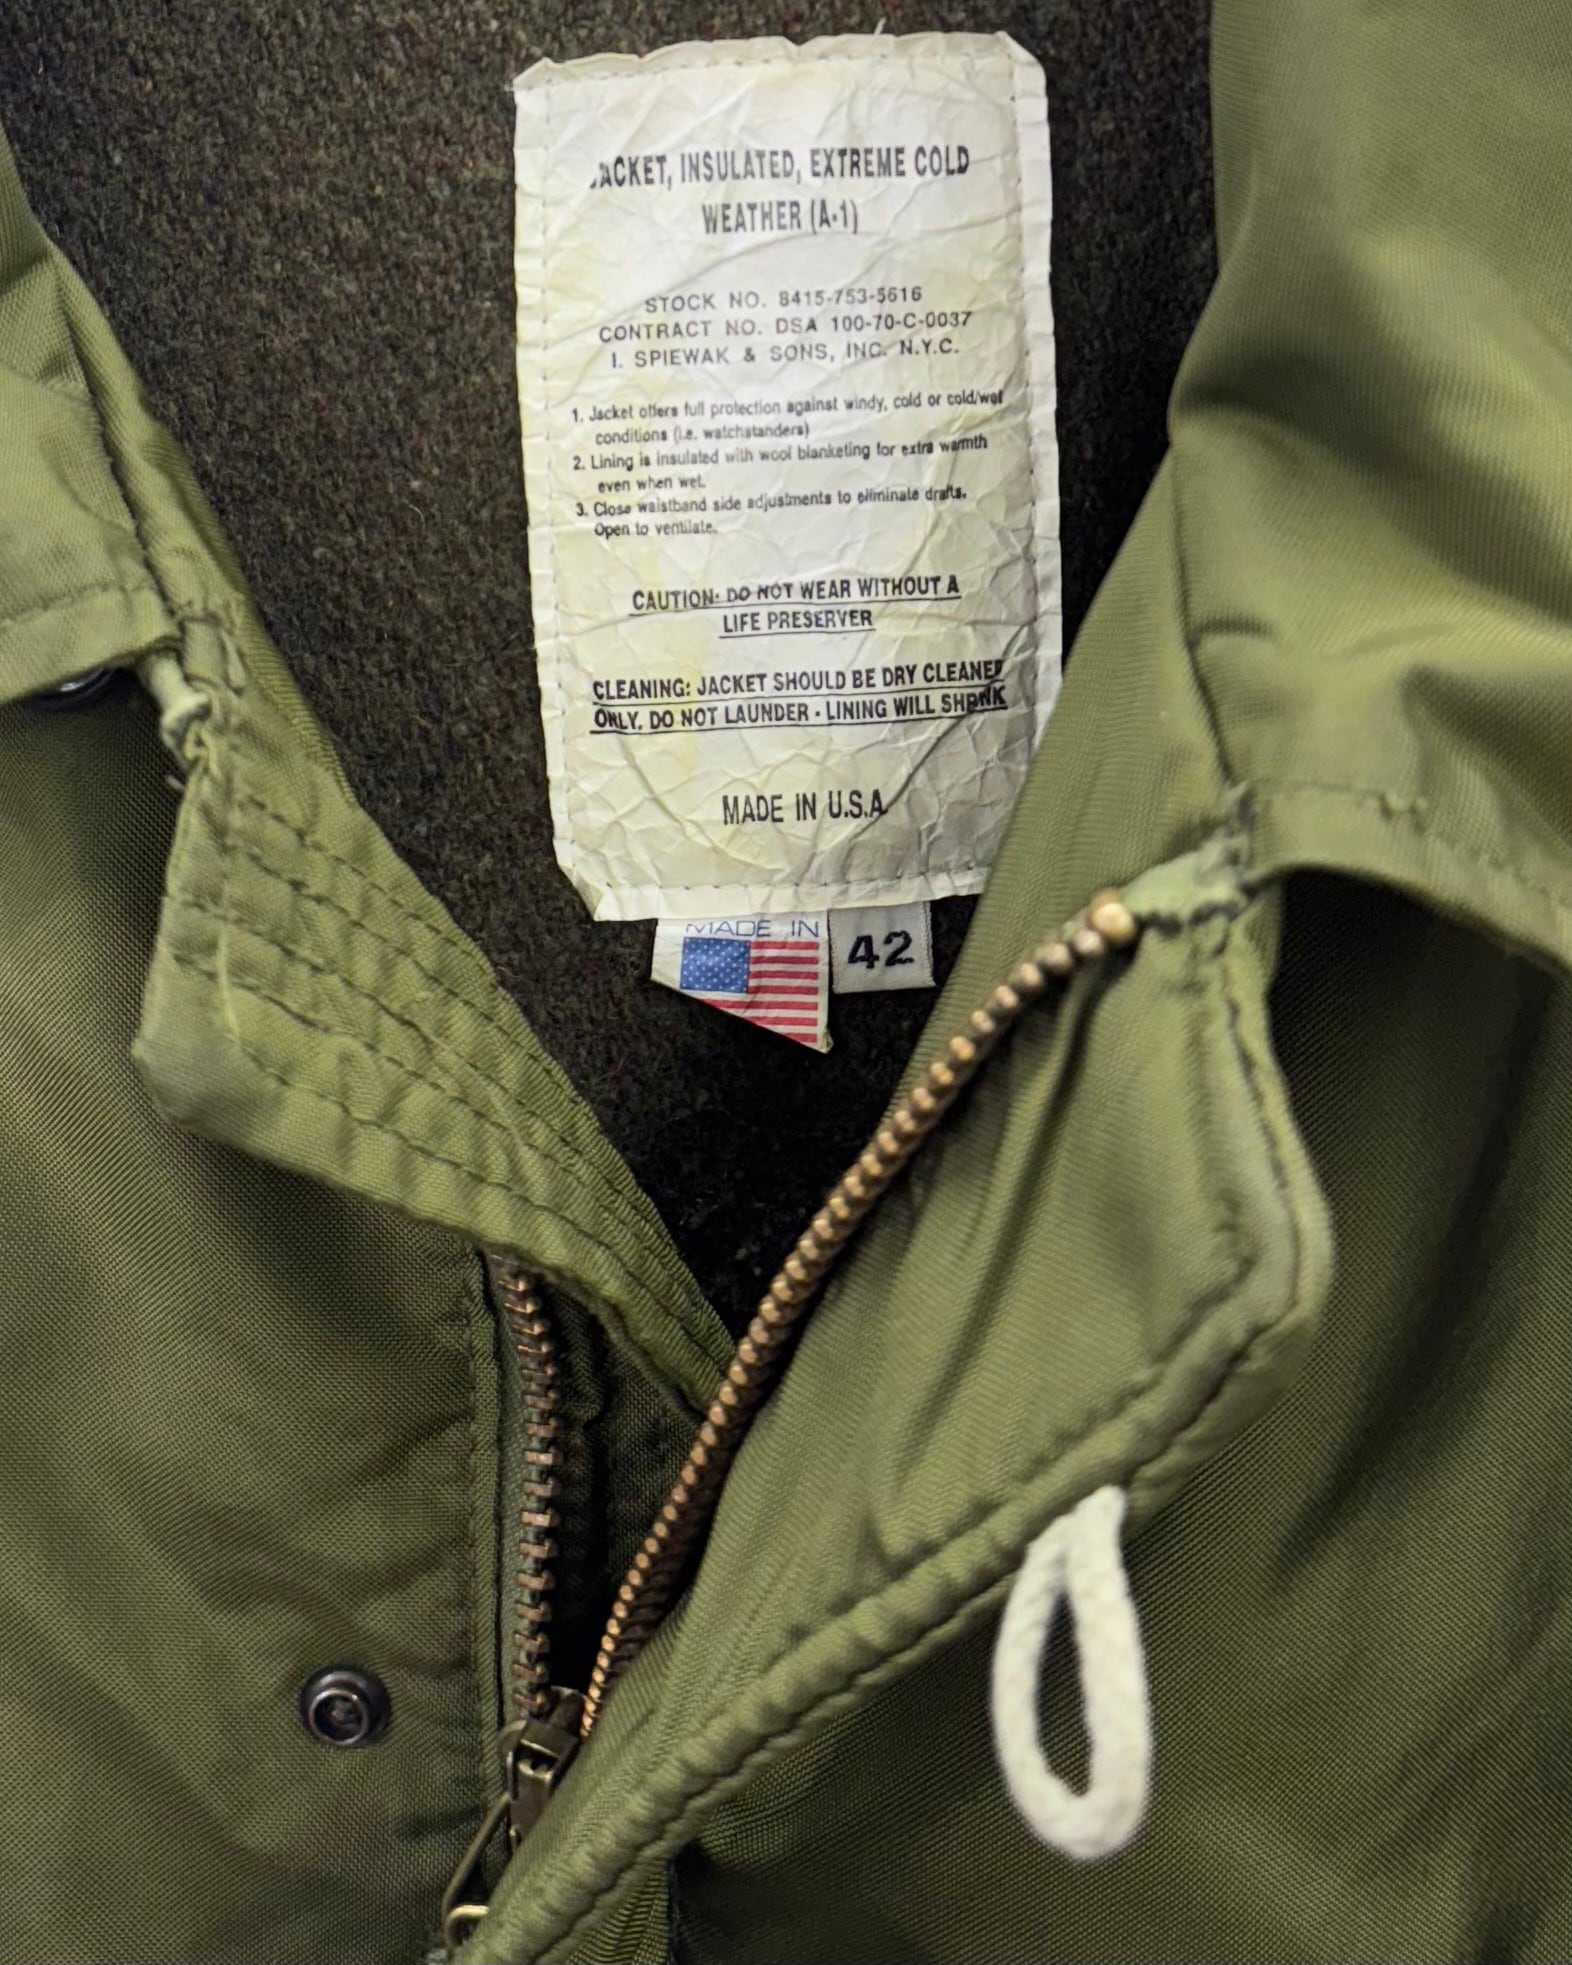 JACKET, INSULATED, EXTREME COLD
WEATHER (A-1)
STOCK NO. 8415-753-5616
CONTRACT NO. DSA 100-70-C-0037
I. SPIEWAK & SONS, INC. N.Y.C.
1. Jacket offers full protection against windy, cold or cold/wet
conditions (i.e. watchstanders)
2. Lining is insulated with wool blanketing for extra warmth
even when wet.
3. Close waistband side adjustments to eliminate drafts.
Open to ventilate.
CAUTION: DO NOT WEAR WITHOUT A
LIFE PRESERVER
CLEANING: JACKET SHOULD BE DRY CLEANED
ONLY. DO NOT LAUNDER - LINING WILL SHRINK
MADE IN U.S.A.
MADE IN
42